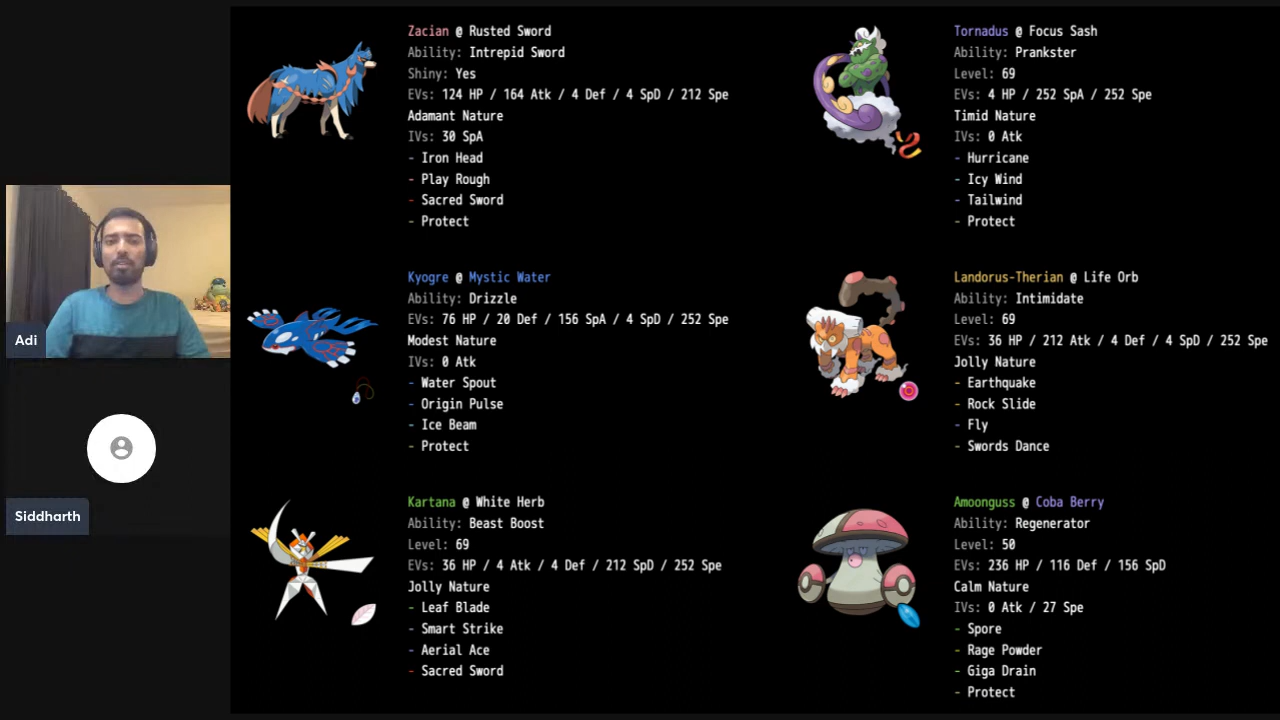 Zacian @ Rusted Sword
Ability: Intrepid Sword
Shiny: Yes
EVs: 124 HP / 164 Atk / 4 Def / 4 SpD / 212 Spe
Adamant Nature
IVs: 30 SpA
- Iron Head
- Play Rough
- Sacred Sword
- Protect
Tornadus @ Focus Sash
Ability: Prankster
Level: 69
EVs: 4 HP / 252 SpA / 252 Spe
Timid Nature
IVs: 0 Atk
- Hurricane
- Icy Wind
- Tailwind
- Protect
Adi
Siddharth
Kyogre @ Mystic Water
Ability: Drizzle
EVs: 76 HP / 20 Def / 156 SpA / 4 SpD / 252 Spe
Modest Nature
IVs: 0 Atk
- Water Spout
- Origin Pulse
- Ice Beam
- Protect
Landorus-Therian @ Life Orb
Ability: Intimidate
Level: 69
EVs: 36 HP / 212 Atk / 4 Def / 4 SpD / 252 Spe
Jolly Nature
- Earthquake
- Rock Slide
- Fly
- Swords Dance
Kartana @ White Herb
Ability: Beast Boost
Level: 69
EVs: 36 HP / 4 Atk / 4 Def / 212 SpD / 252 Spe
Jolly Nature
- Leaf Blade
- Smart Strike
- Aerial Ace
- Sacred Sword
Amoonguss @ Coba Berry
Ability: Regenerator
Level: 50
EVs: 236 HP / 116 Def / 156 SpD
Calm Nature
IVs: 0 Atk / 27 Spe
- Spore
- Rage Powder
- Giga Drain
- Protect